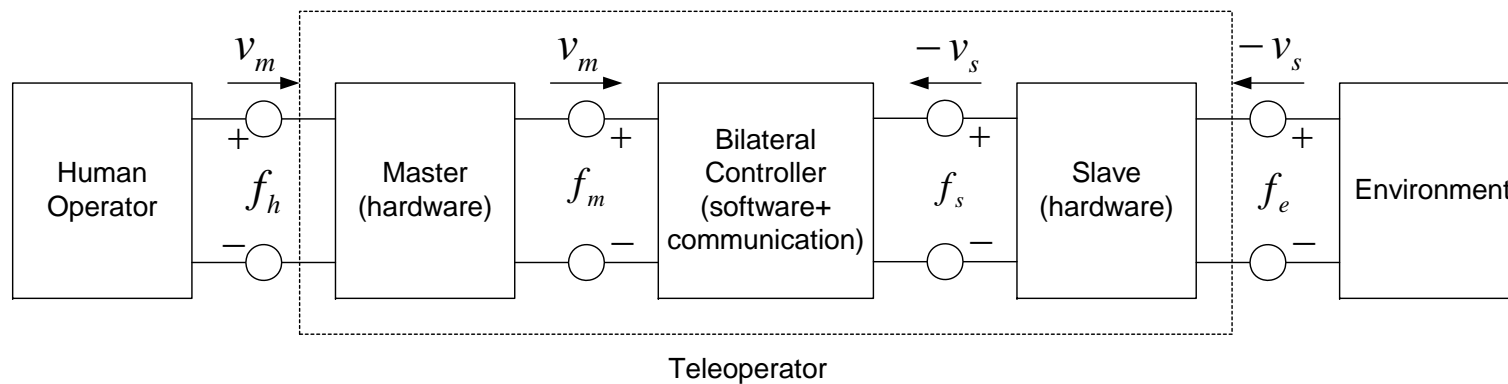 v_m
v_m
− v_s
− v_s
Human
Operator
+
f_h
−
Master
(hardware)
+
f_m
−
Bilateral
Controller
(software+
communication)
+
f_s
−
Slave
(hardware)
+
f_e
−
Environment
Teleoperator